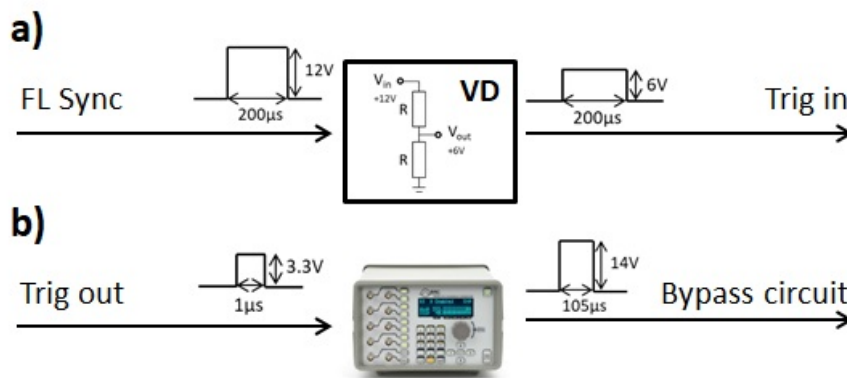 a)
FL Sync
12V
200µs
V_in
+12V
R
VD
V_out
+6V
R
6V
200µs
Trig in
b)
Trig out
3.3V
1µs
14V
105µs
Bypass circuit